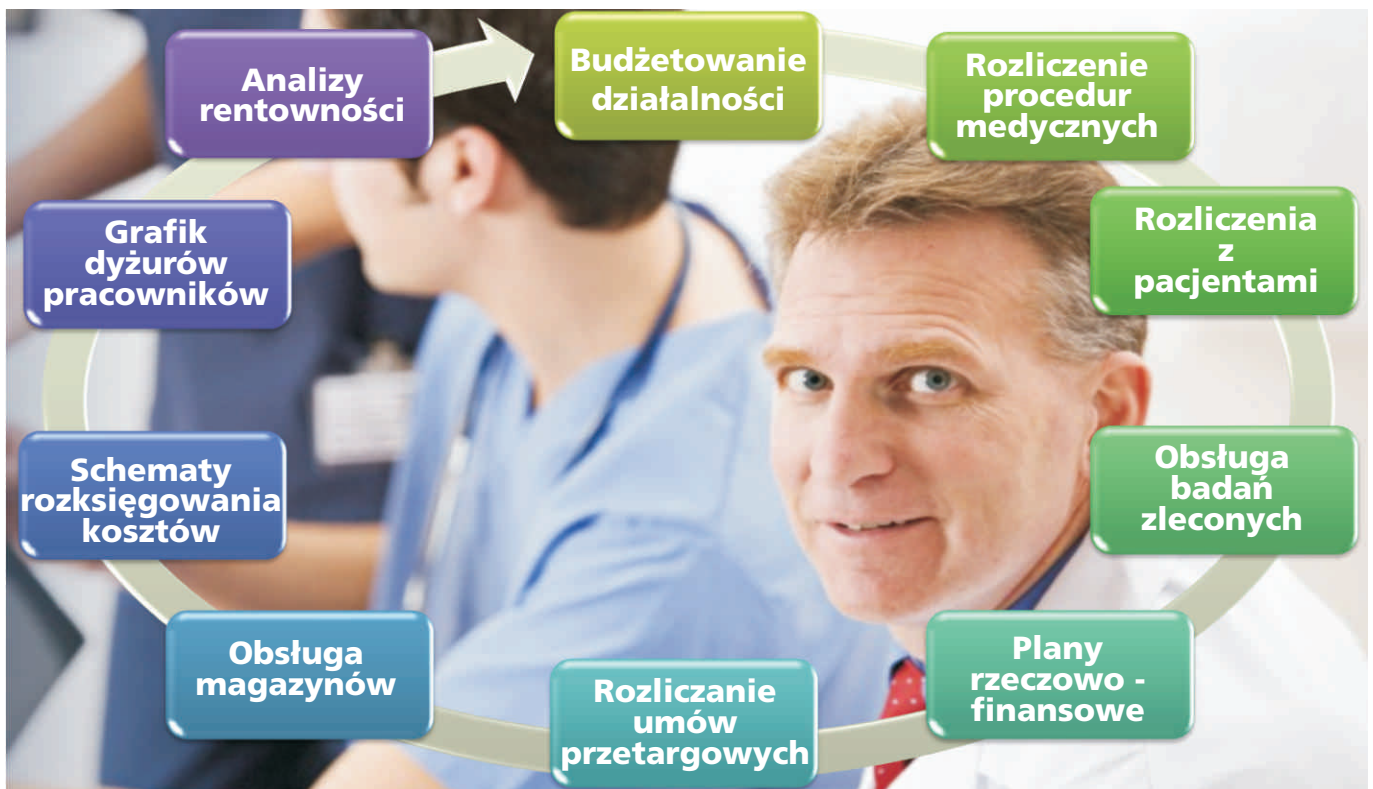 Budżetowanie
działalności
Rozliczenie
procedur
medycznych
Rozliczenia
z
pacjentami
Obsługa
badań
zleconych
Plany
rzeczowo -
finansowe
Rozliczanie
umów
przetargowych
Obsługa
magazynów
Schematy
rozksięgowania
kosztów
Grafik
dyżurów
pracowników
Analizy
rentowności